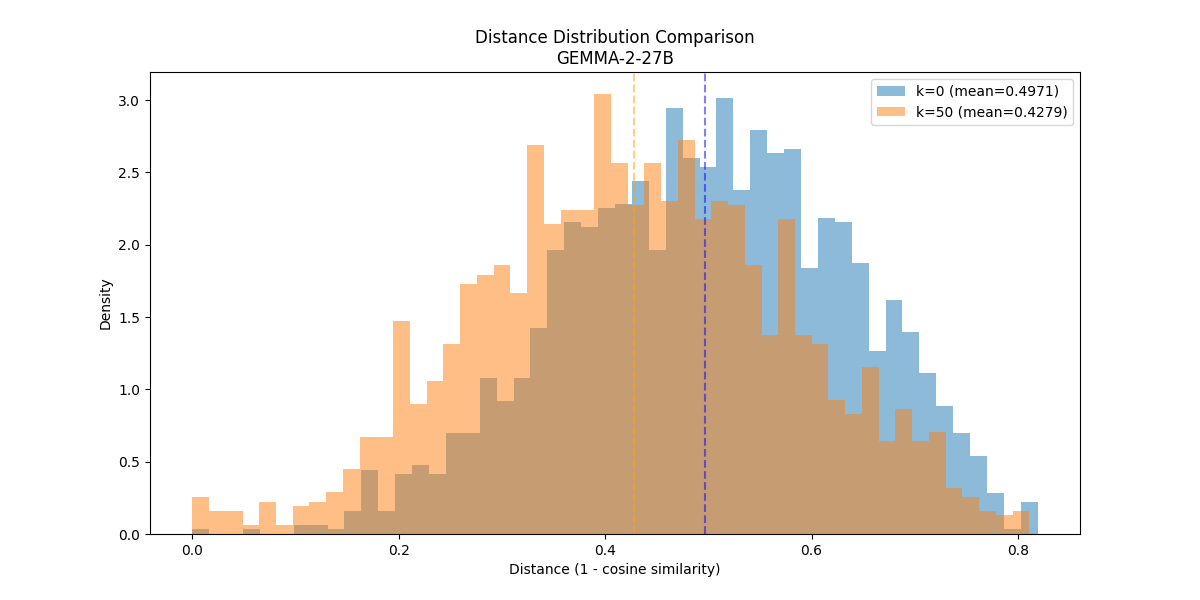 Distance Distribution Comparison
GEMMA-2-27B
k=0 (mean=0.4971)
k=50 (mean=0.4279)
Density
3.0
2.5
2.0
1.5
1.0
0.5
0.0
0.0 0.2 0.4 0.6 0.8
Distance (1 - cosine similarity)